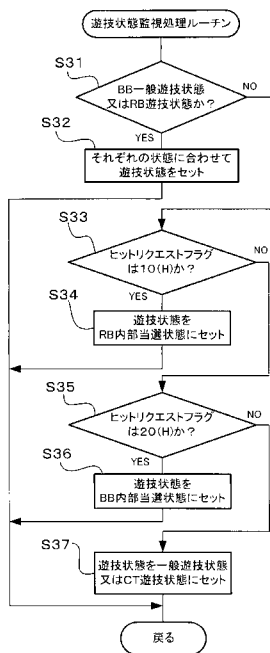 遊技状態監視処理ルーチン
S31
BB一般遊技状態
又はRB遊技状態か？
NO
YES
S32
それぞれの状態に合わせて
遊技状態をセット
S33
ヒットリクエストフラグ
は10(H)か？
NO
YES
S34
遊技状態を
RB内部当選状態にセット
S35
ヒットリクエストフラグ
は20(H)か？
NO
YES
S36
遊技状態を
BB内部当選状態にセット
S37
遊技状態を一般遊技状態
又はCT遊技状態にセット
戻る